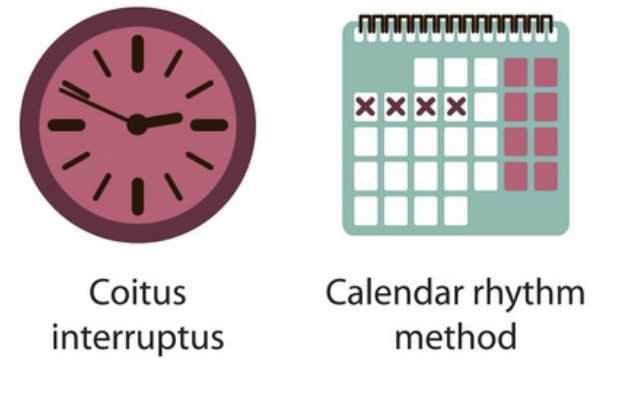 Coitus
interruptus
Calendar rhythm
method